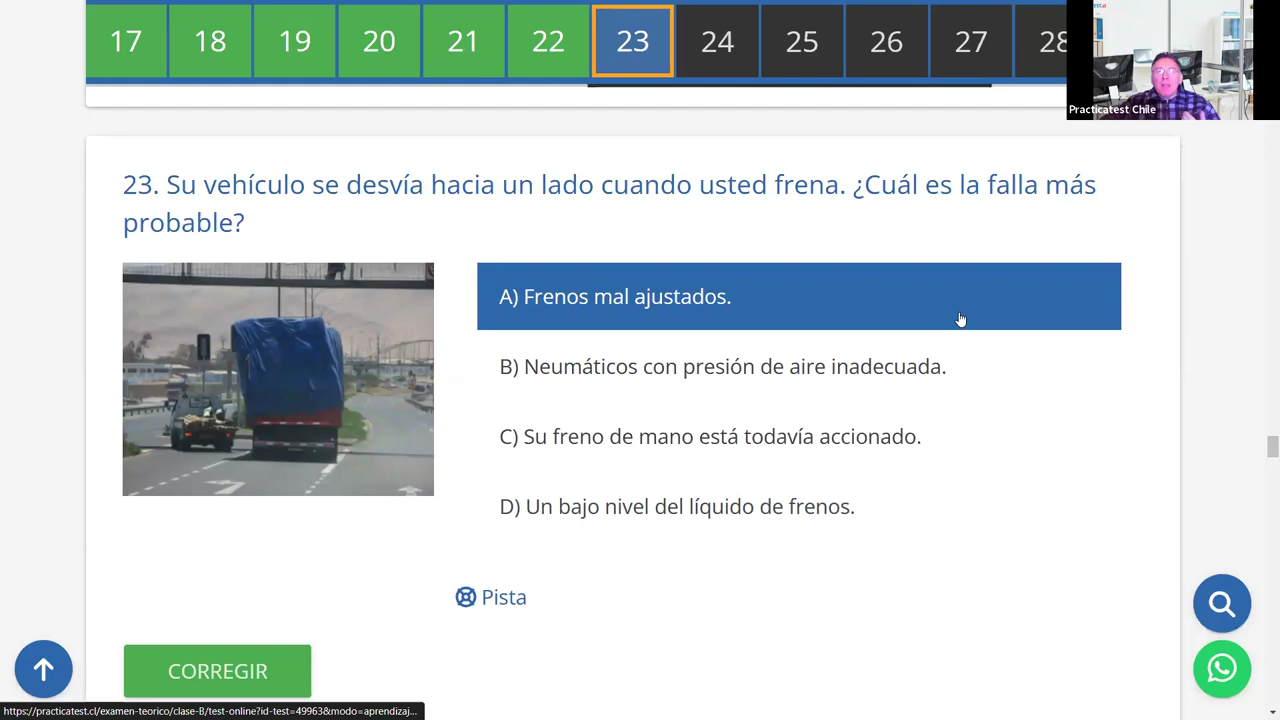 17 18 19 20 21 22 23 24 25 26 27 28
Practicatest Chile
23. Su vehículo se desvía hacia un lado cuando usted frena. ¿Cuál es la falla más
probable?
A) Frenos mal ajustados.
B) Neumáticos con presión de aire inadecuada.
C) Su freno de mano está todavía accionado.
D) Un bajo nivel del líquido de frenos.
Pista
CORREGIR
https://practicatest.cl/examen-teorico/clase-B/test-online?id-test=49963&modo=aprendizaj...